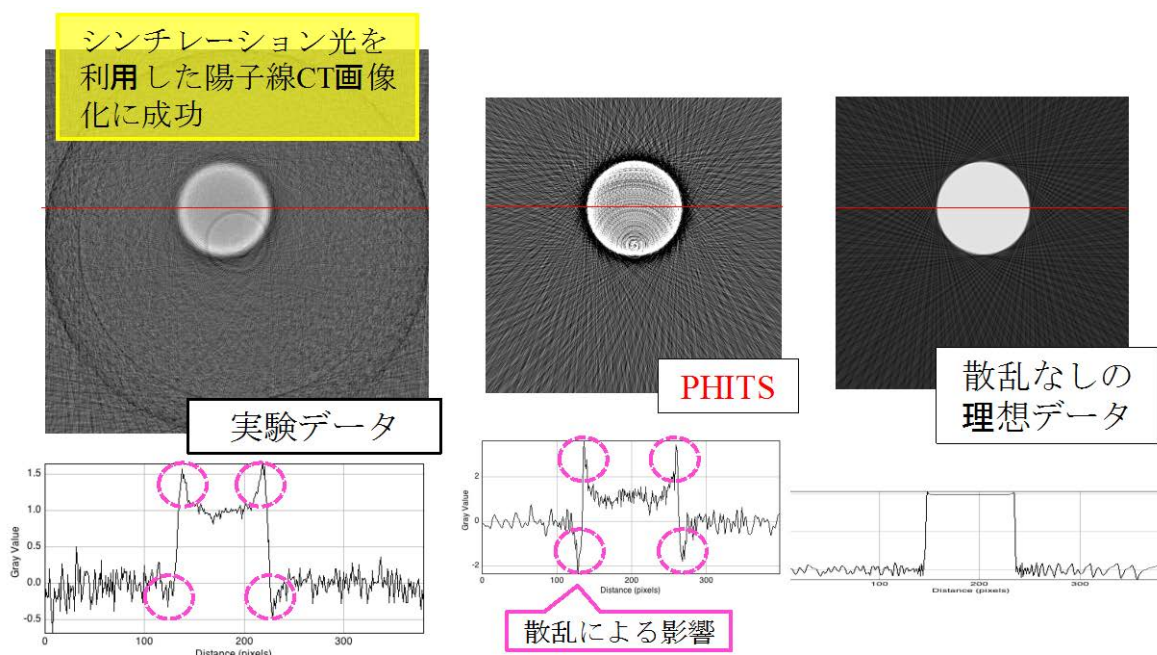 シンチレーション光を
利用した陽子線CT画像
化に成功
実験データ
PHITS
散乱なしの
理想データ
1.5
1.0
0.5
0.0
-0.5
Gray Value
0 100 200 300
Distance (pixels)
2
0
-2
Gray Value
0 100 200 300
Distance (pixels)
100 200 300
Distance (pixels)
散乱による影響